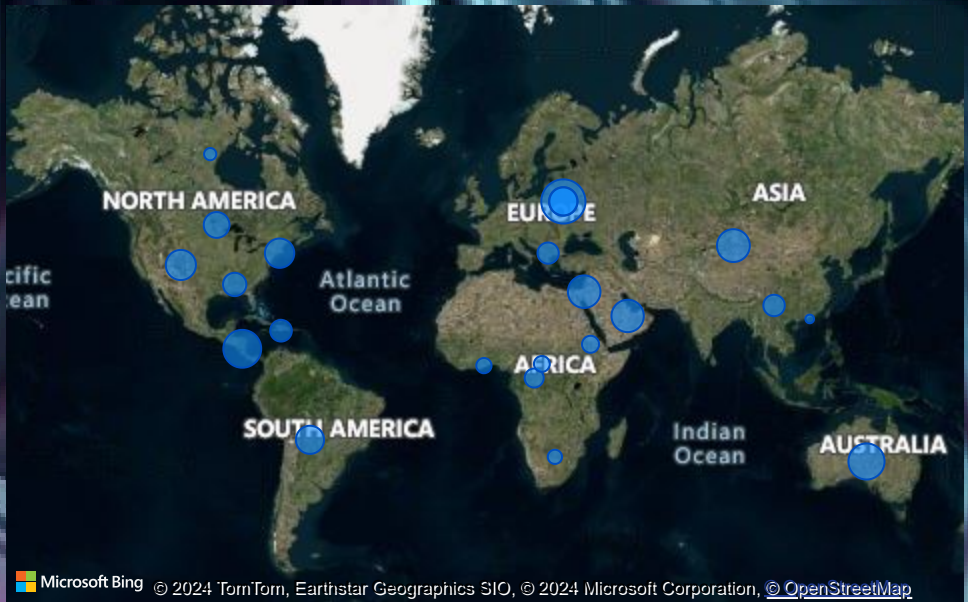 ASIA
NORTH AMERICA
EUROPE
Atlantic
Ocean
cific
ean
AFRICA
SOUTH AMERICA
Indian
Ocean
AUSTRALIA
Microsoft Bing
© 2024 TomTom, Earthstar Geographics SIO, © 2024 Microsoft Corporation, © OpenStreetMap